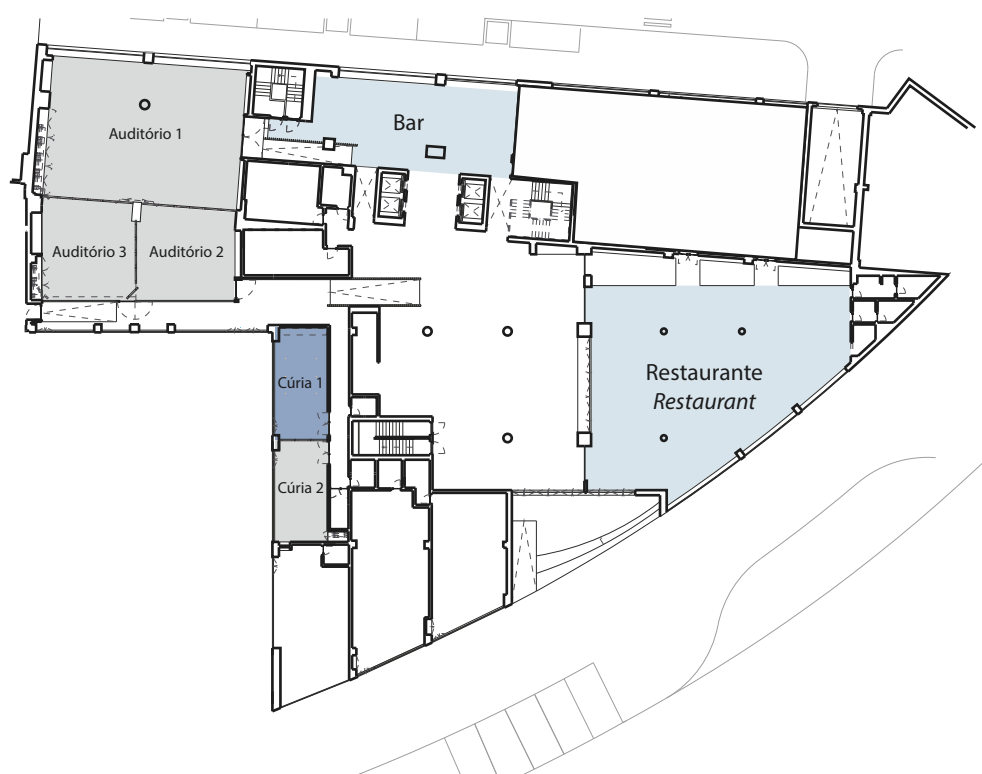 Auditório 1
Bar
Auditório 3
Auditório 2
Restaurante
Restaurant
Cúria 1
Cúria 2